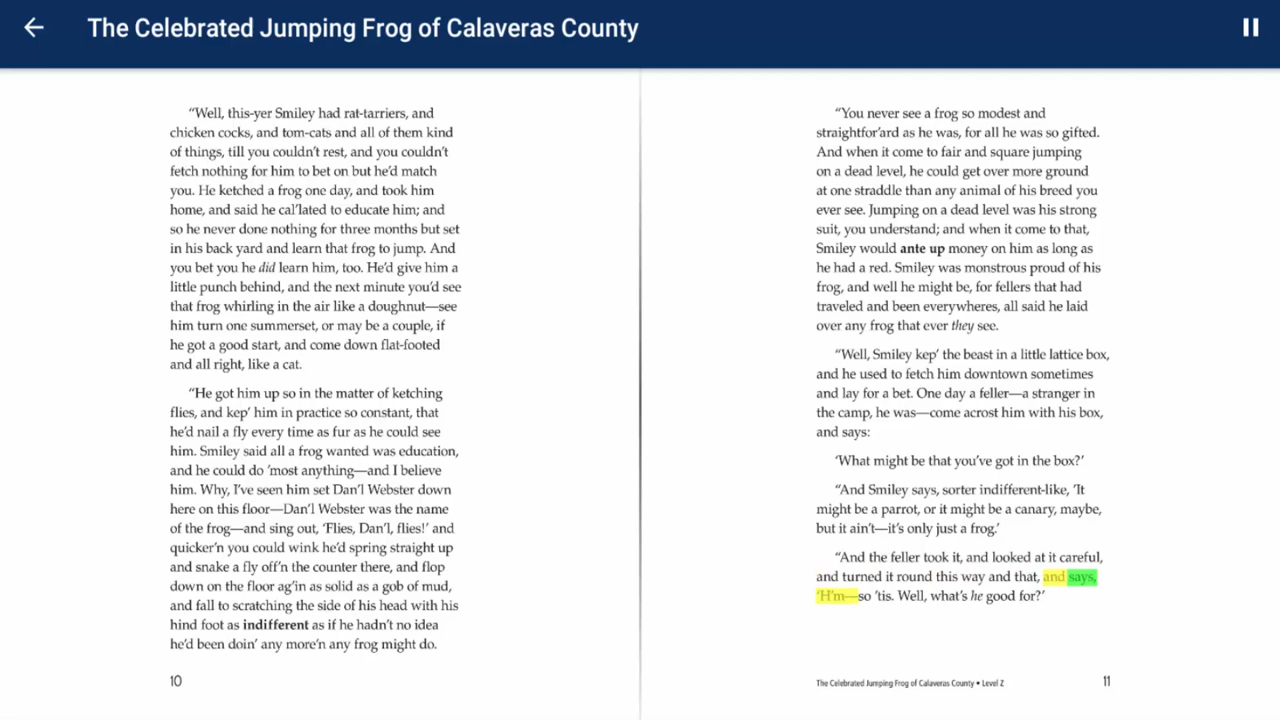 The Celebrated Jumping Frog of Calaveras County
“Well, this-yer Smiley had rat-tarriers, and
chicken cocks, and tom-cats and all of them kind
of things, till you couldn’t rest, and you couldn’t
fetch nothing for him to bet on but he’d match
you. He ketched a frog one day, and took him
home, and said he cal’lated to educate him; and
so he never done nothing for three months but set
in his back yard and learn that frog to jump. And
you bet you he did learn him, too. He’d give him a
little punch behind, and the next minute you’d see
that frog whirling in the air like a doughnut—see
him turn one summerset, or may be a couple, if
he got a good start, and come down flat-footed
and all right, like a cat.
“He got him up so in the matter of ketching
flies, and kep’ him in practice so constant, that
he’d nail a fly every time as fur as he could see
him. Smiley said all a frog wanted was education,
and he could do ’most anything—and I believe
him. Why, I’ve seen him set Dan’l Webster down
here on this floor—Dan’l Webster was the name
of the frog—and sing out, ‘Flies, Dan’l, flies!’ and
quicker’n you could wink he’d spring straight up
and snake a fly off’n the counter there, and flop
down on the floor ag’in as solid as a gob of mud,
and fall to scratching the side of his head with his
hind foot as indifferent as if he hadn’t no idea
he’d been doin’ any more’n any frog might do.
10
“You never see a frog so modest and
straightfor’ard as he was, for all he was so gifted.
And when it come to fair and square jumping
on a dead level, he could get over more ground
at one straddle than any animal of his breed you
ever see. Jumping on a dead level was his strong
suit, you understand; and when it come to that,
Smiley would ante up money on him as long as
he had a red. Smiley was monstrous proud of his
frog, and well he might be, for fellers that had
traveled and been everywheres, all said he laid
over any frog that ever they see.
“Well, Smiley kep’ the beast in a little lattice box,
and he used to fetch him downtown sometimes
and lay for a bet. One day a feller—a stranger in
the camp, he was—come acrost him with his box,
and says:
‘What might be that you’ve got in the box?’
“And Smiley says, sorter indifferent-like, ‘It
might be a parrot, or it might be a canary, maybe,
but it ain’t—it’s only just a frog.’
“And the feller took it, and looked at it careful,
and turned it round this way and that, and says,
‘H’m—so ’tis. Well, what’s he good for?’
The Celebrated Jumping Frog of Calaveras County • Level Z
11